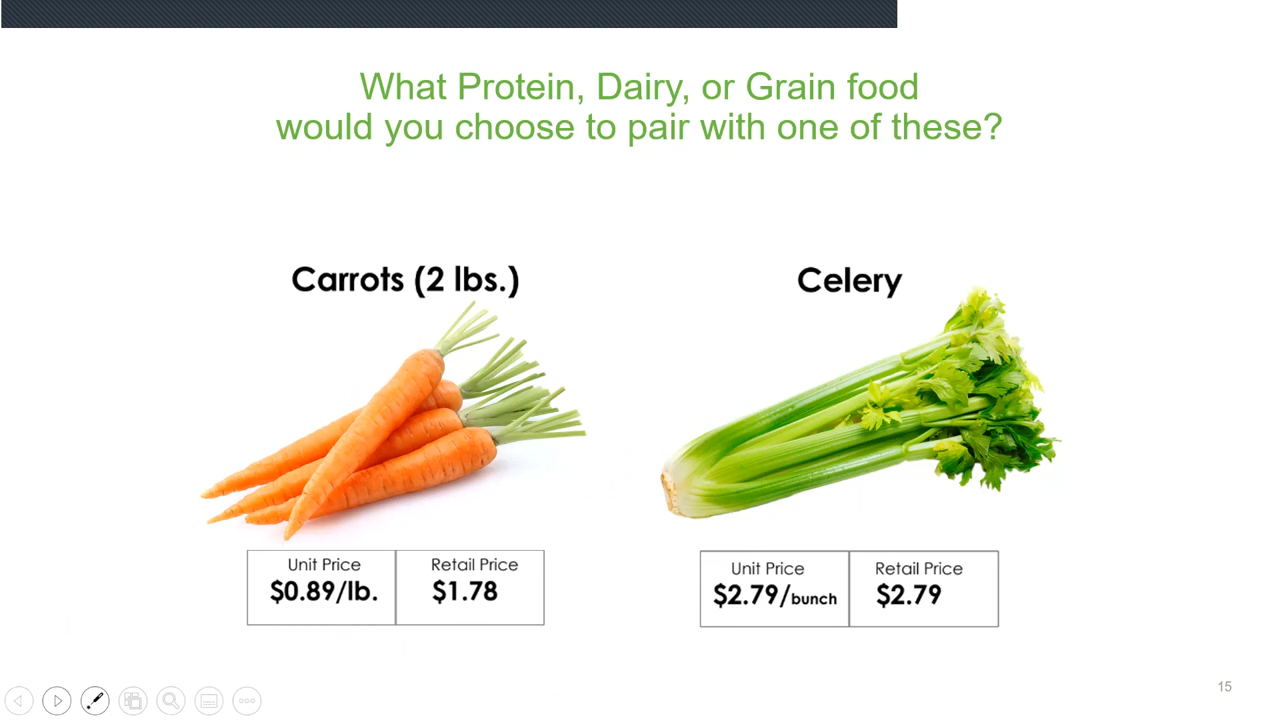 What Protein, Dairy, or Grain food
would you choose to pair with one of these?
Carrots (2 lbs.)
Celery
Unit Price
$0.89/lb.
Retail Price
$1.78
Unit Price
$2.79/bunch
Retail Price
$2.79
15